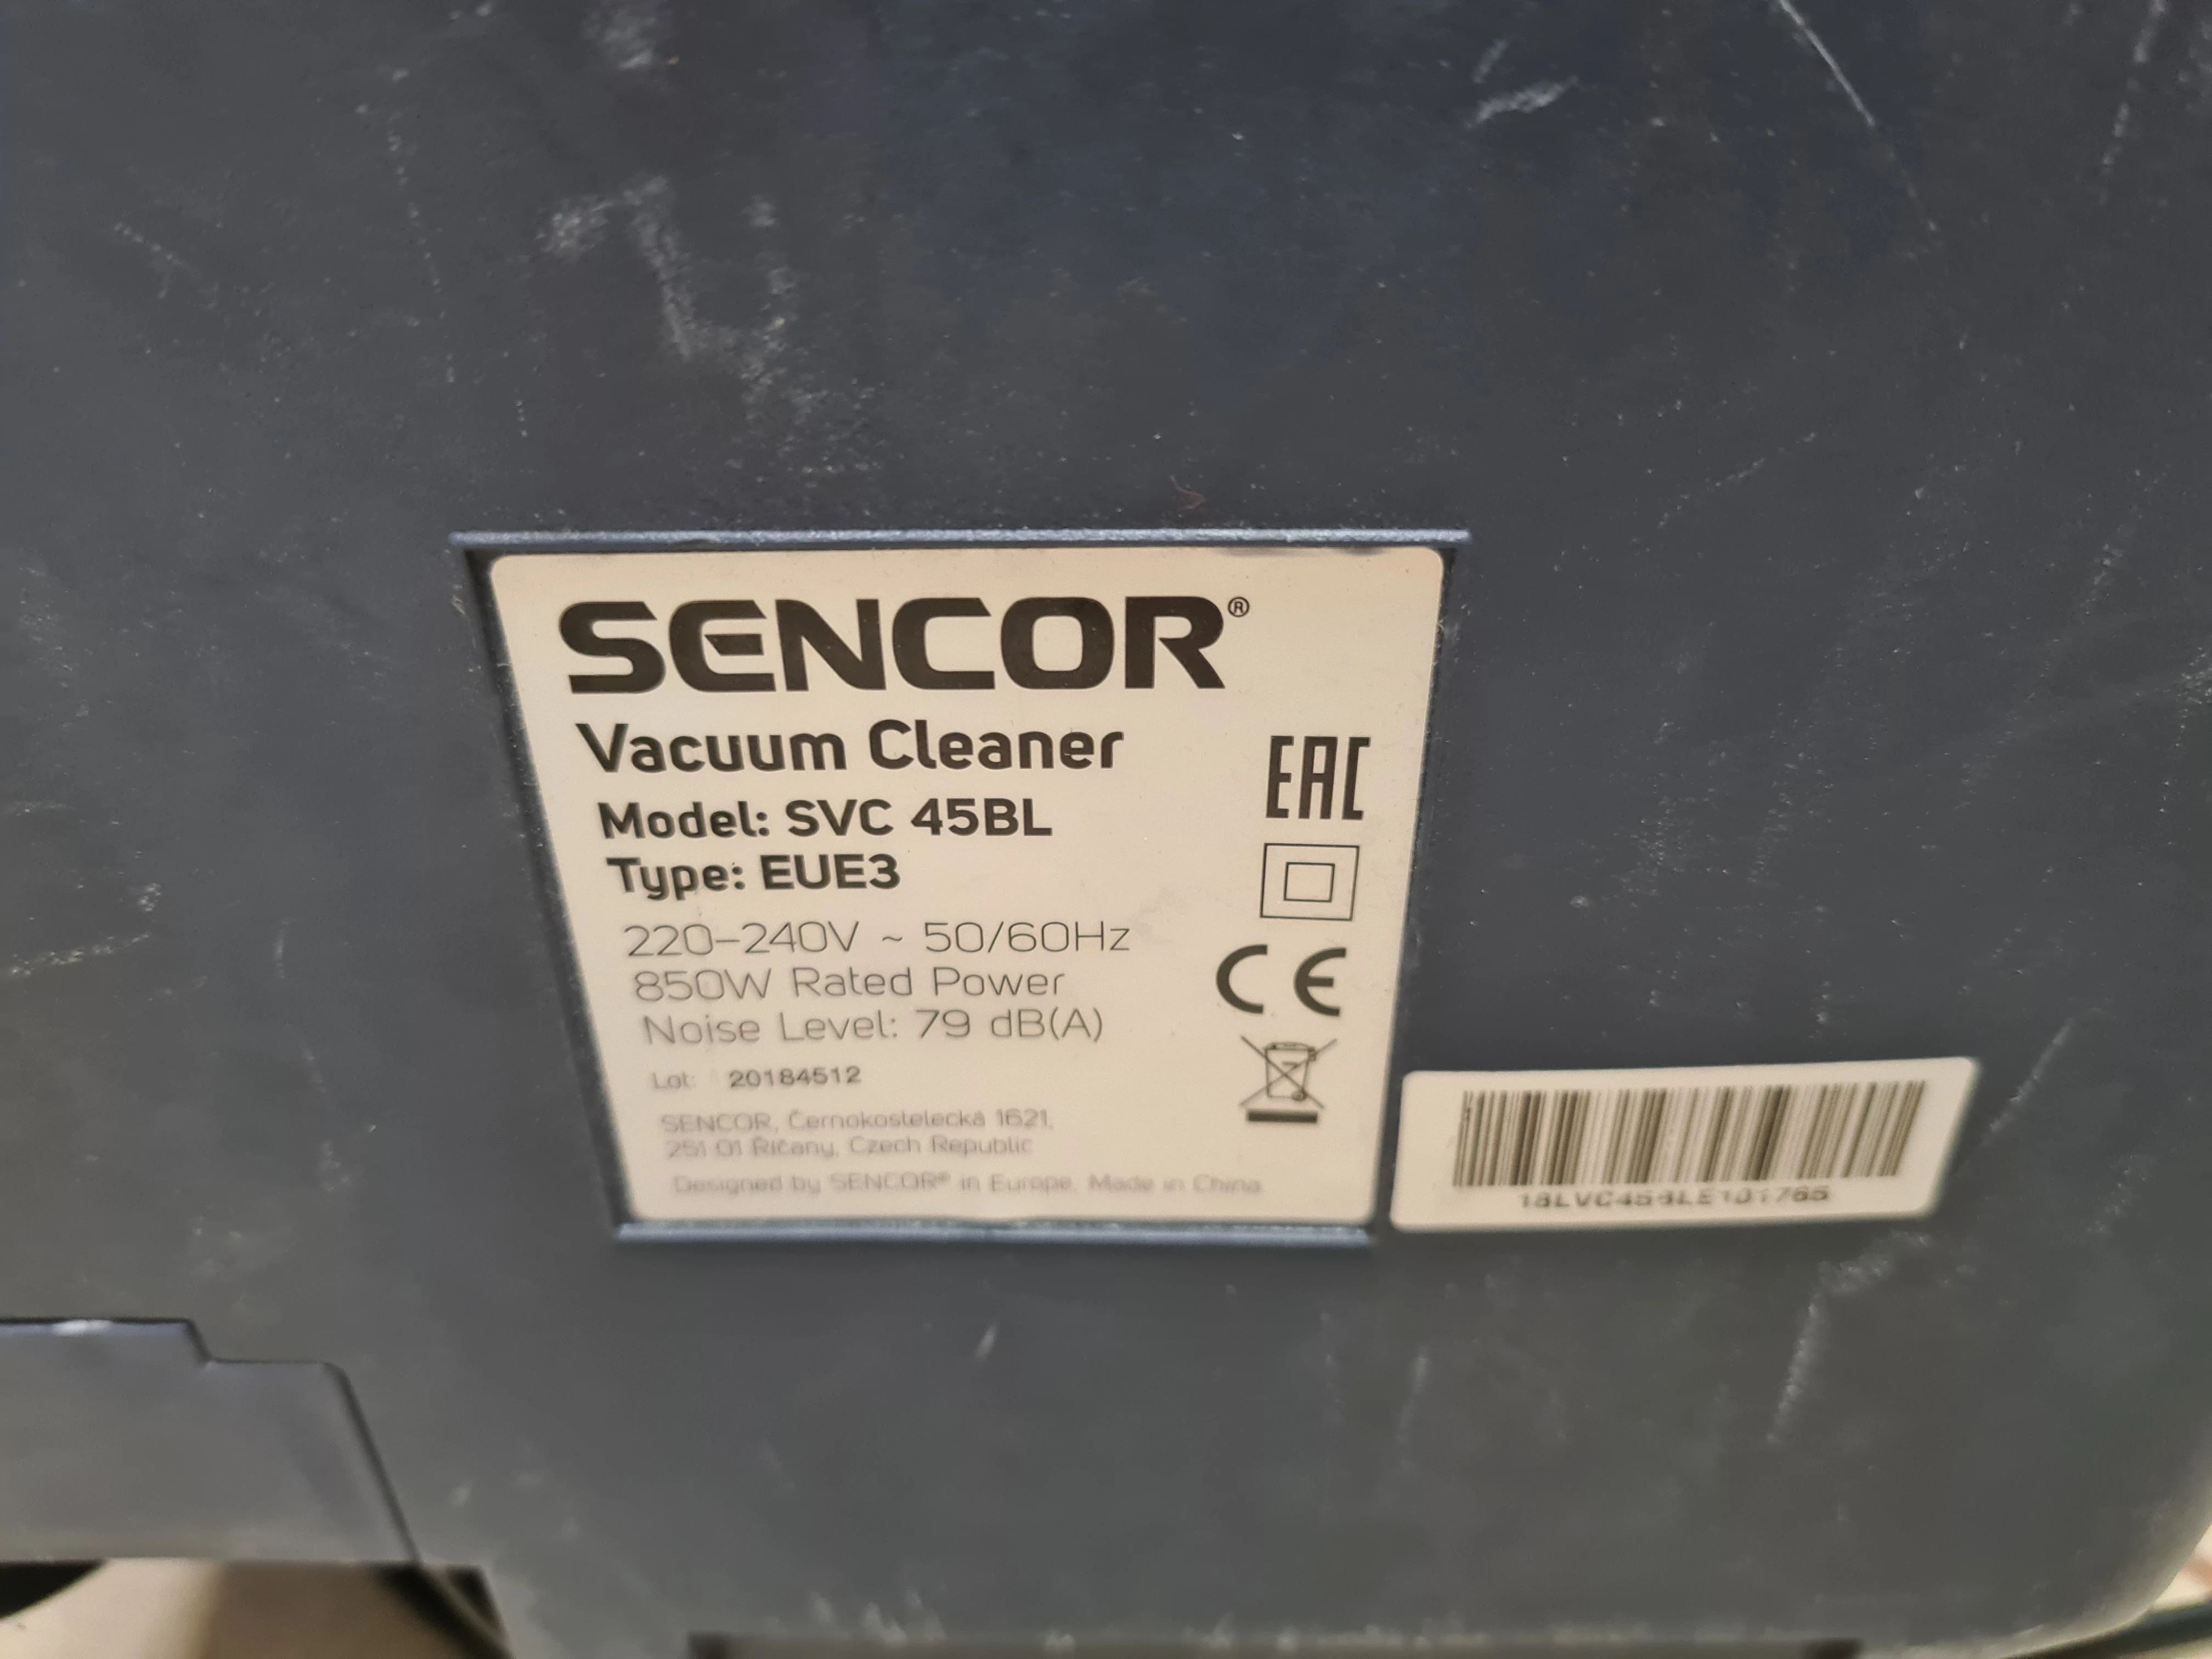 SENCOR®
Vacuum Cleaner
Model: SVC 45BL
Type: EUE3
220–240V ~ 50/60Hz
850W Rated Power
Noise Level: 79 dB(A)
Lot: 20184512
SENCOR, Černokostelecká 1621,
251 01 Říčany, Czech Republic
Designed by SENCOR® in Europe, Made in China
EAC
CE
18LVC45BLE101765